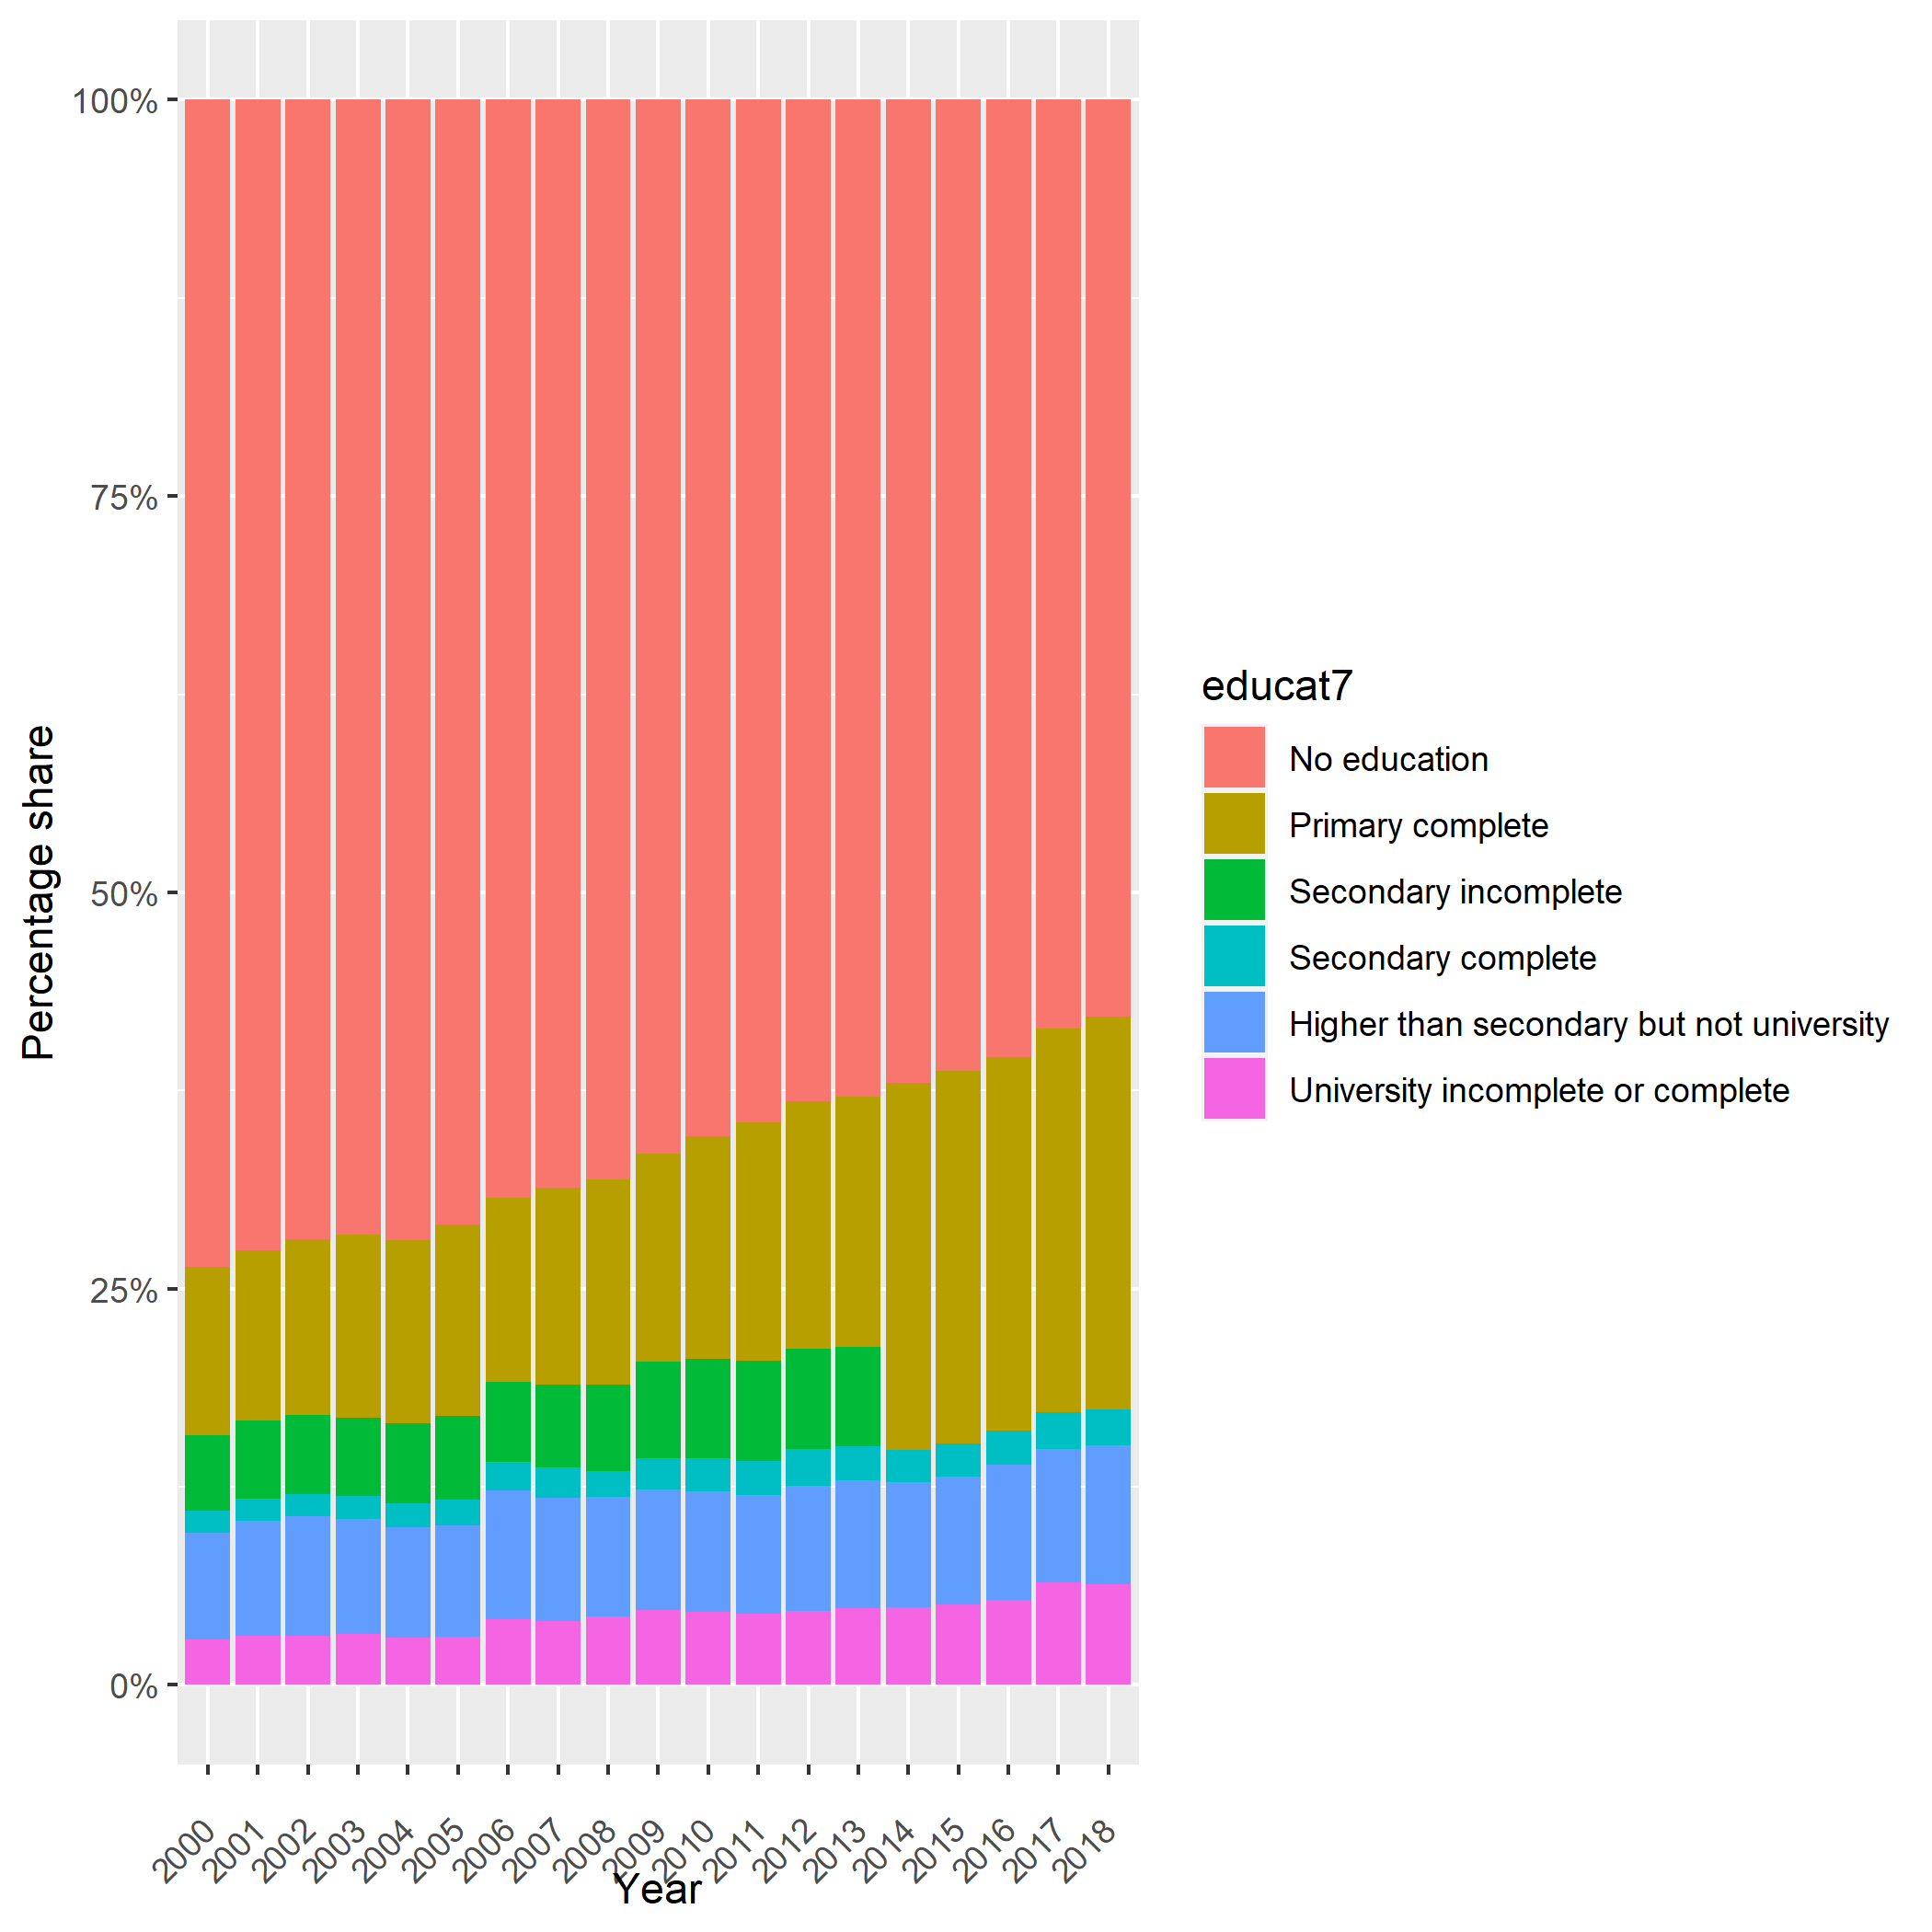 100%
75%
50%
25%
0%
Percentage share
2000
2001
2002
2003
2004
2005
2006
2007
2008
2009
2010
2011
2012
2013
2014
2015
2016
2017
2018
Year
educat7
No education
Primary complete
Secondary incomplete
Secondary complete
Higher than secondary but not university
University incomplete or complete